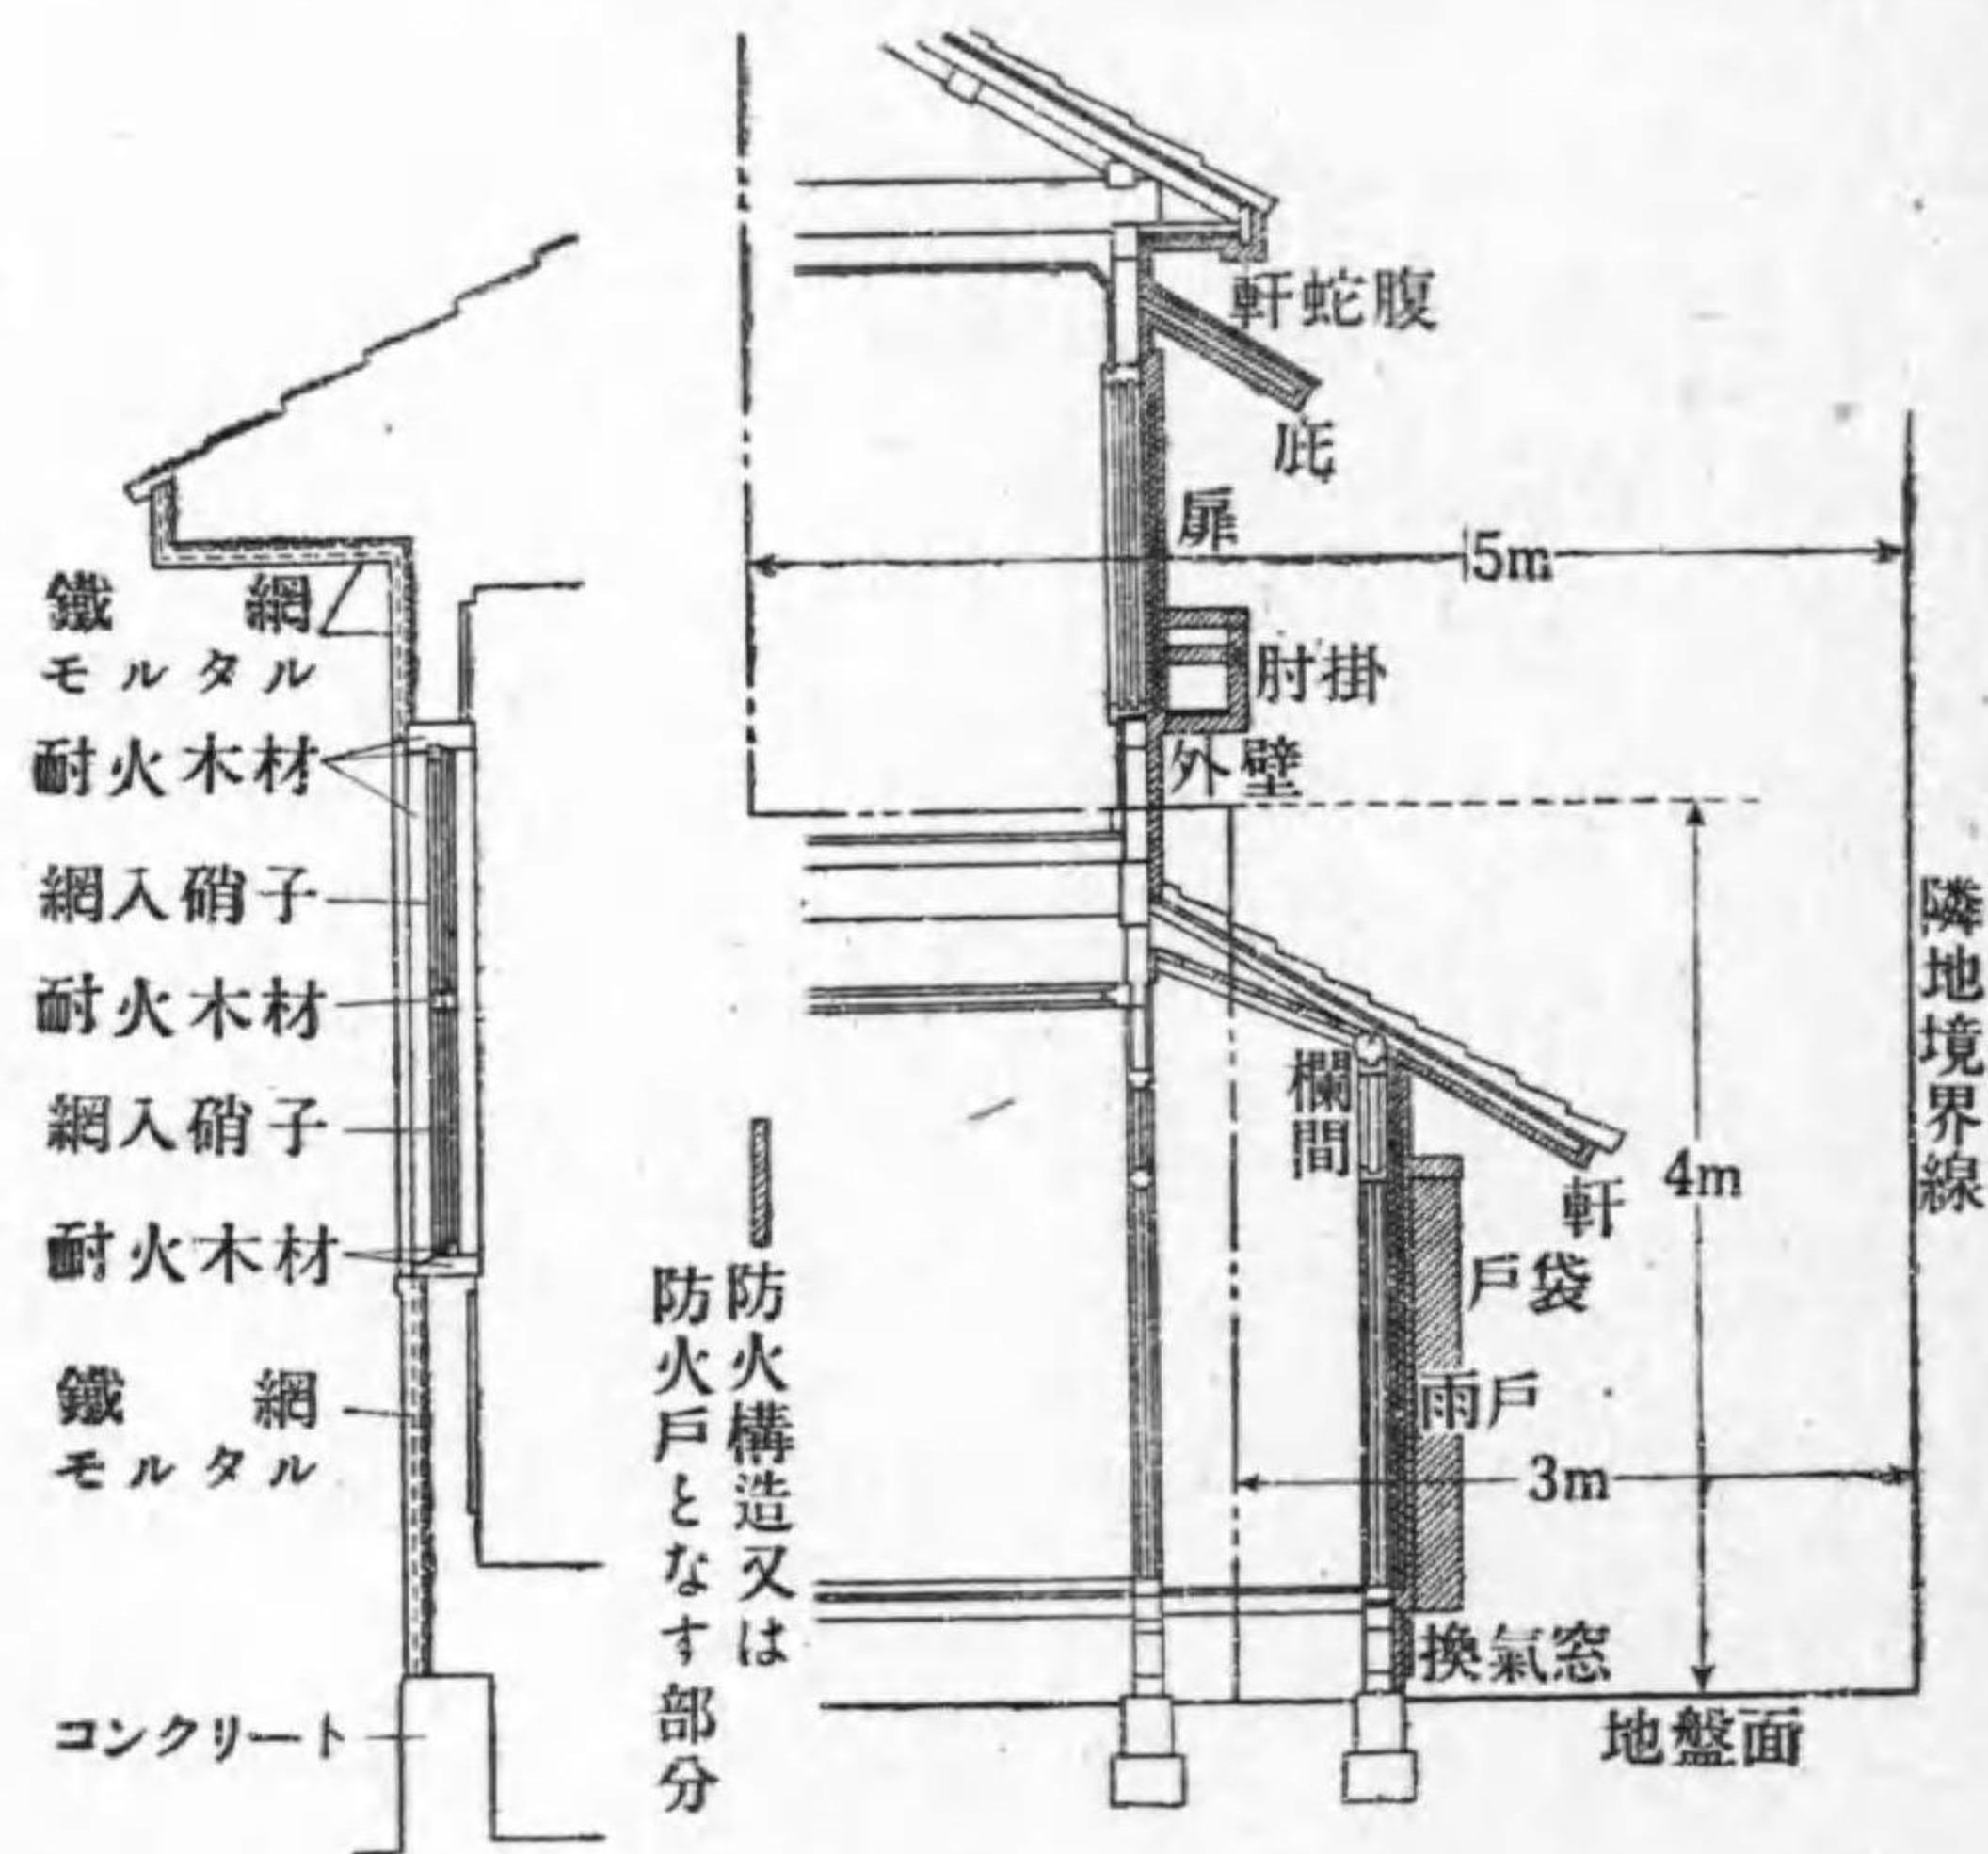 鐵網
モルタル
耐火木材
網入硝子
耐火木材
網入硝子
耐火木材
鐵網
モルタル
コンクリート
防火構造又は
防火戸となす部分
軒蛇腹
庇
扉
5m
肘掛
外壁
欄間
軒
4m
戸袋
雨戸
3m
換氣窓
地盤面
隣地境界線